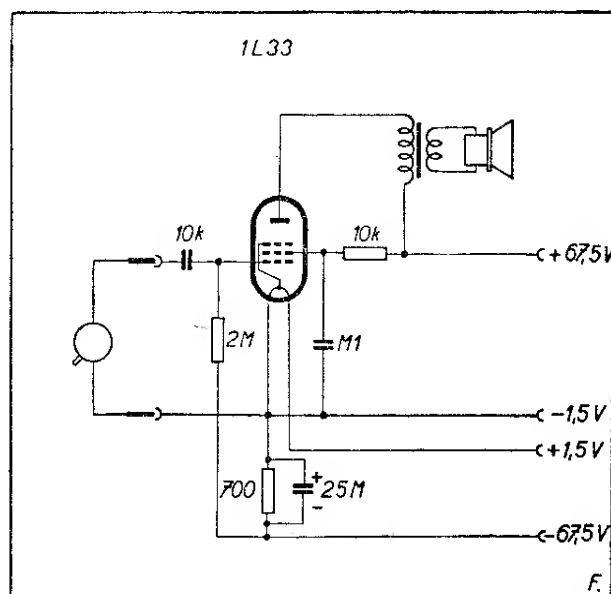 1L33
10k
10k
+67,5V
2M
M1
-1,5V
+1,5V
700
+
25M
-
-67,5V
F.